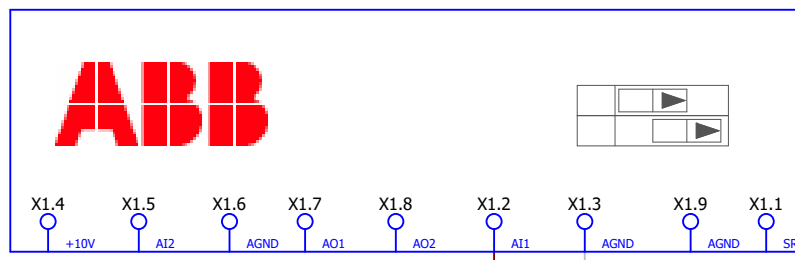 ABB
X1.4 X1.5 X1.6 X1.7 X1.8 X1.2 X1.3 X1.9 X1.1
+10V AI2 AGND AO1 AO2 AI1 AGND AGND